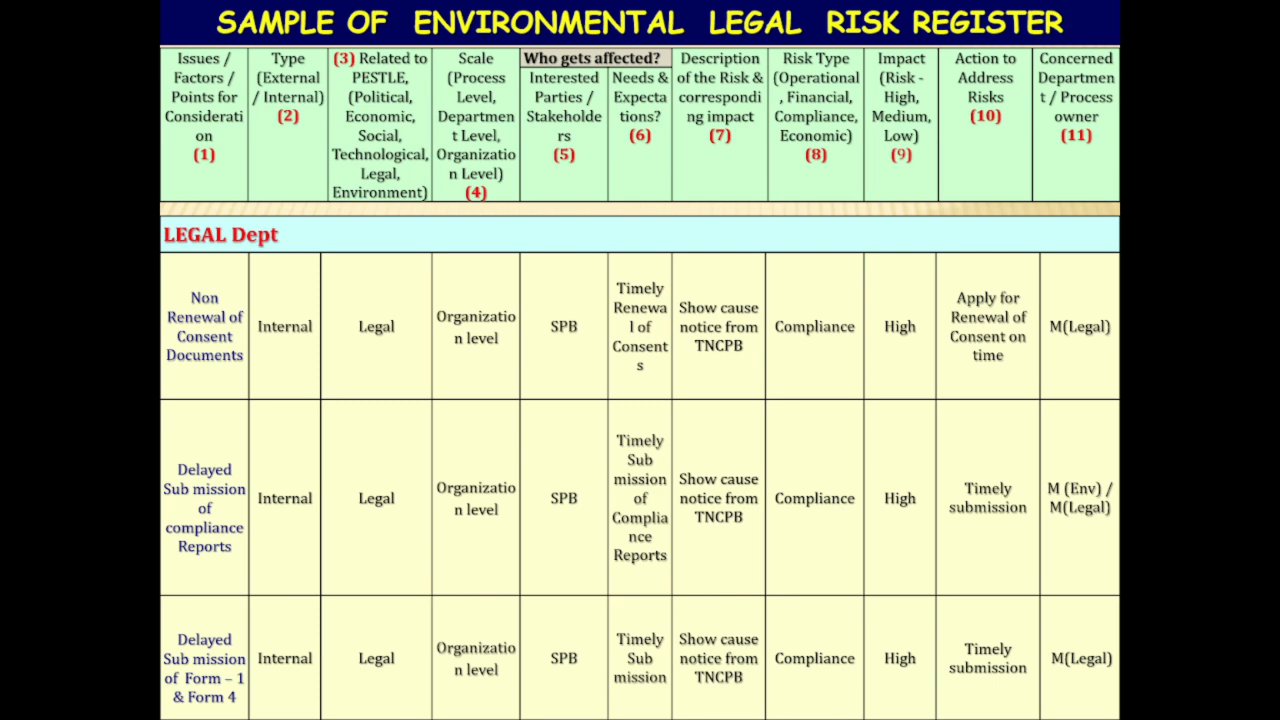 SAMPLE OF ENVIRONMENTAL LEGAL RISK REGISTER
Issues /
Factors /
Points for
Considerati
on
(1)
Type
(External
/ Internal)
(2)
(3) Related to
PESTLE,
(Political,
Economic,
Social,
Technological,
Legal,
Environment)
Scale
(Process
Level,
Departmen
t Level,
Organizatio
n Level)
(4)
Who gets affected?
Interested
Parties /
Stakeholde
rs
(5)
Needs &
Expecta
tions?
(6)
Description
of the Risk &
correspondi
ng impact
(7)
Risk Type
(Operational
, Financial,
Compliance,
Economic)
(8)
Impact
(Risk -
High,
Medium,
Low)
(9)
Action to
Address
Risks
(10)
Concerned
Departmen
t / Process
owner
(11)
LEGAL Dept
Non
Renewal of
Consent
Documents
Internal
Legal
Organizatio
n level
SPB
Timely
Renewa
l of
Consent
s
Show cause
notice from
TNCPB
Compliance
High
Apply for
Renewal of
Consent on
time
M(Legal)
Delayed
Sub mission
of
compliance
Reports
Internal
Legal
Organizatio
n level
SPB
Timely
Sub
mission
of
Complia
nce
Reports
Show cause
notice from
TNCPB
Compliance
High
Timely
submission
M (Env) /
M(Legal)
Delayed
Sub mission
of Form – 1
& Form 4
Internal
Legal
Organizatio
n level
SPB
Timely
Sub
mission
Show cause
notice from
TNCPB
Compliance
High
Timely
submission
M(Legal)